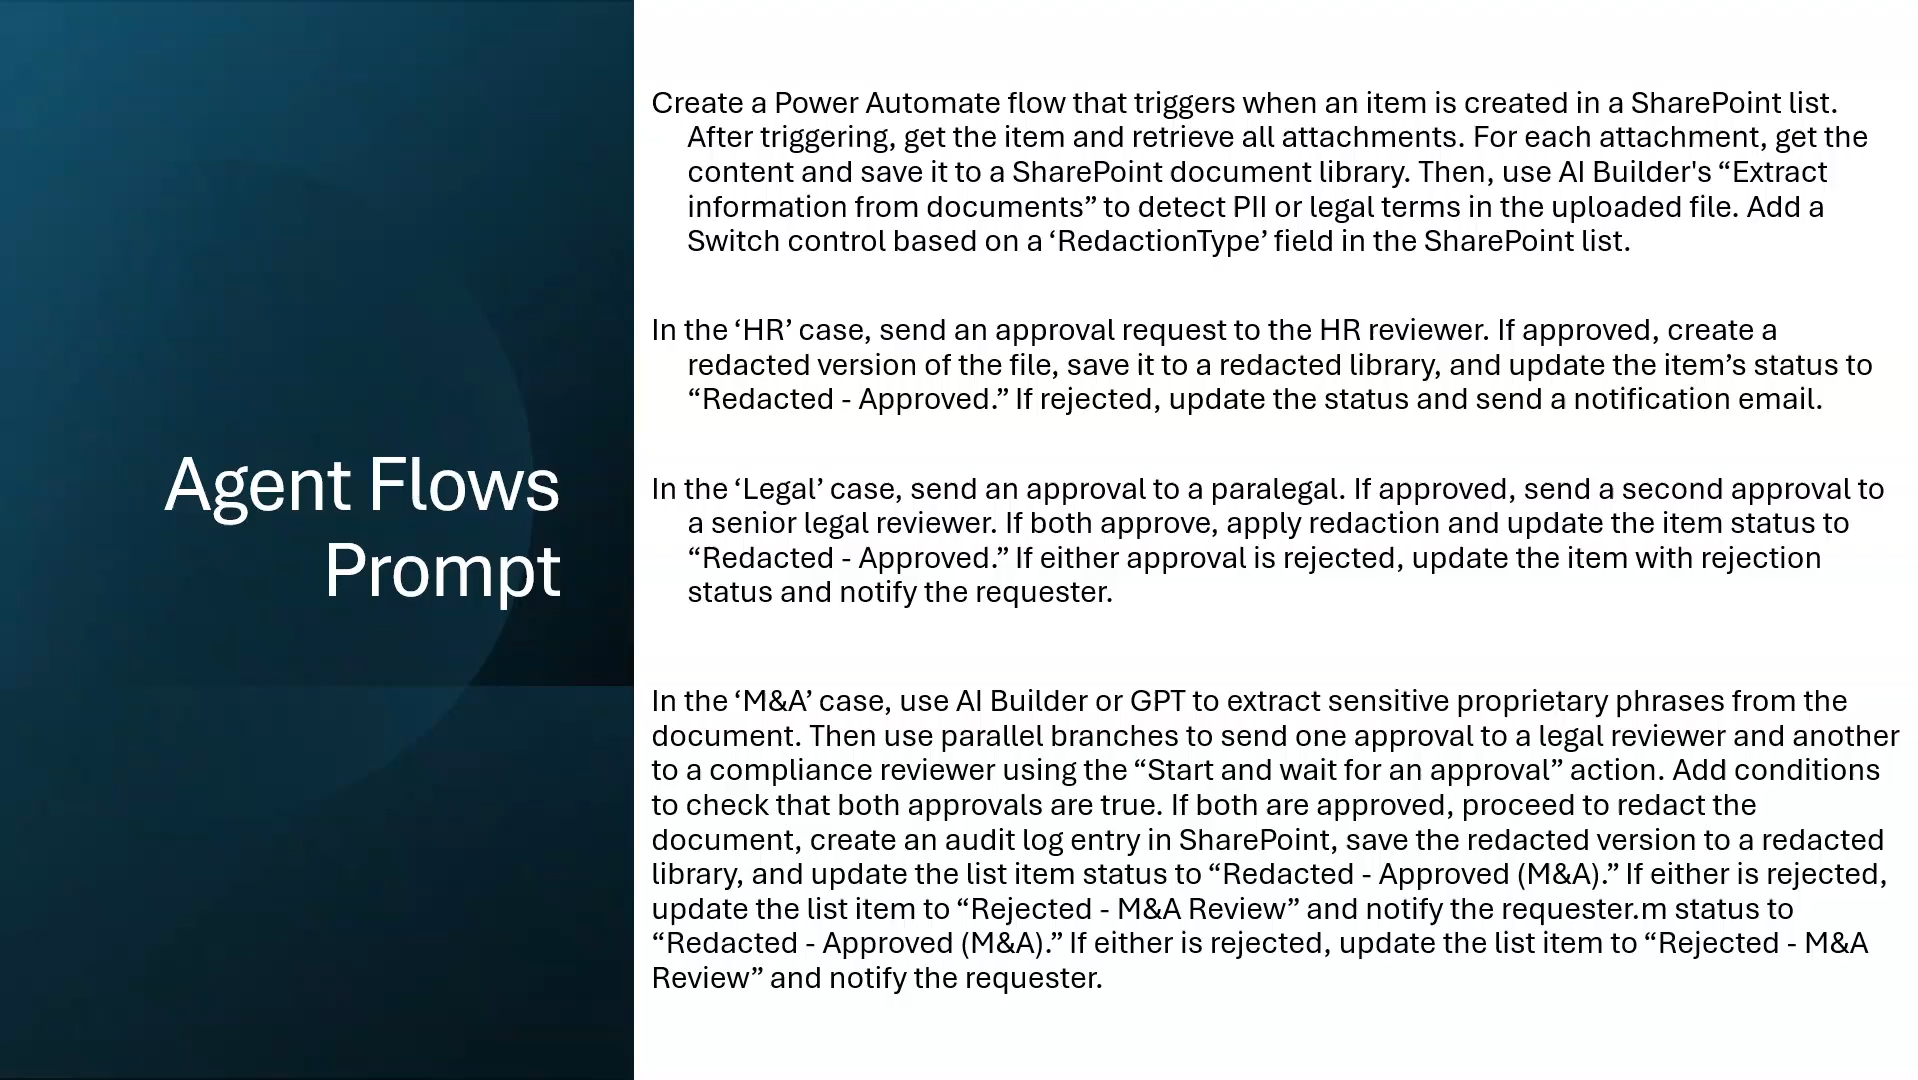 Agent Flows
Prompt
Create a Power Automate flow that triggers when an item is created in a SharePoint list.
After triggering, get the item and retrieve all attachments. For each attachment, get the
content and save it to a SharePoint document library. Then, use AI Builder's “Extract
information from documents” to detect PII or legal terms in the uploaded file. Add a
Switch control based on a ‘RedactionType’ field in the SharePoint list.
In the ‘HR’ case, send an approval request to the HR reviewer. If approved, create a
redacted version of the file, save it to a redacted library, and update the item’s status to
“Redacted - Approved.” If rejected, update the status and send a notification email.
In the ‘Legal’ case, send an approval to a paralegal. If approved, send a second approval to
a senior legal reviewer. If both approve, apply redaction and update the item status to
“Redacted - Approved.” If either approval is rejected, update the item with rejection
status and notify the requester.
In the ‘M&A’ case, use AI Builder or GPT to extract sensitive proprietary phrases from the
document. Then use parallel branches to send one approval to a legal reviewer and another
to a compliance reviewer using the “Start and wait for an approval” action. Add conditions
to check that both approvals are true. If both are approved, proceed to redact the
document, create an audit log entry in SharePoint, save the redacted version to a redacted
library, and update the list item status to “Redacted - Approved (M&A).” If either is rejected,
update the list item to “Rejected - M&A Review” and notify the requester.m status to
“Redacted - Approved (M&A).” If either is rejected, update the list item to “Rejected - M&A
Review” and notify the requester.